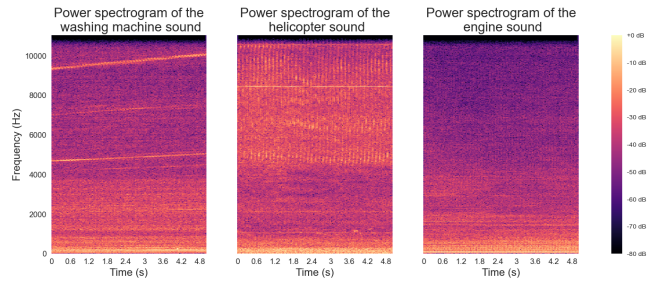 Power spectrogram of the
washing machine sound
Power spectrogram of the
helicopter sound
Power spectrogram of the
engine sound
Frequency (Hz)
10000
8000
6000
4000
2000
0
0 0.6 1.2 1.8 2.4 3 3.6 4.2 4.8
Time (s)
0 0.6 1.2 1.8 2.4 3 3.6 4.2 4.8
Time (s)
0 0.6 1.2 1.8 2.4 3 3.6 4.2 4.8
Time (s)
+0 dB
-10 dB
-20 dB
-30 dB
-40 dB
-50 dB
-60 dB
-70 dB
-80 dB